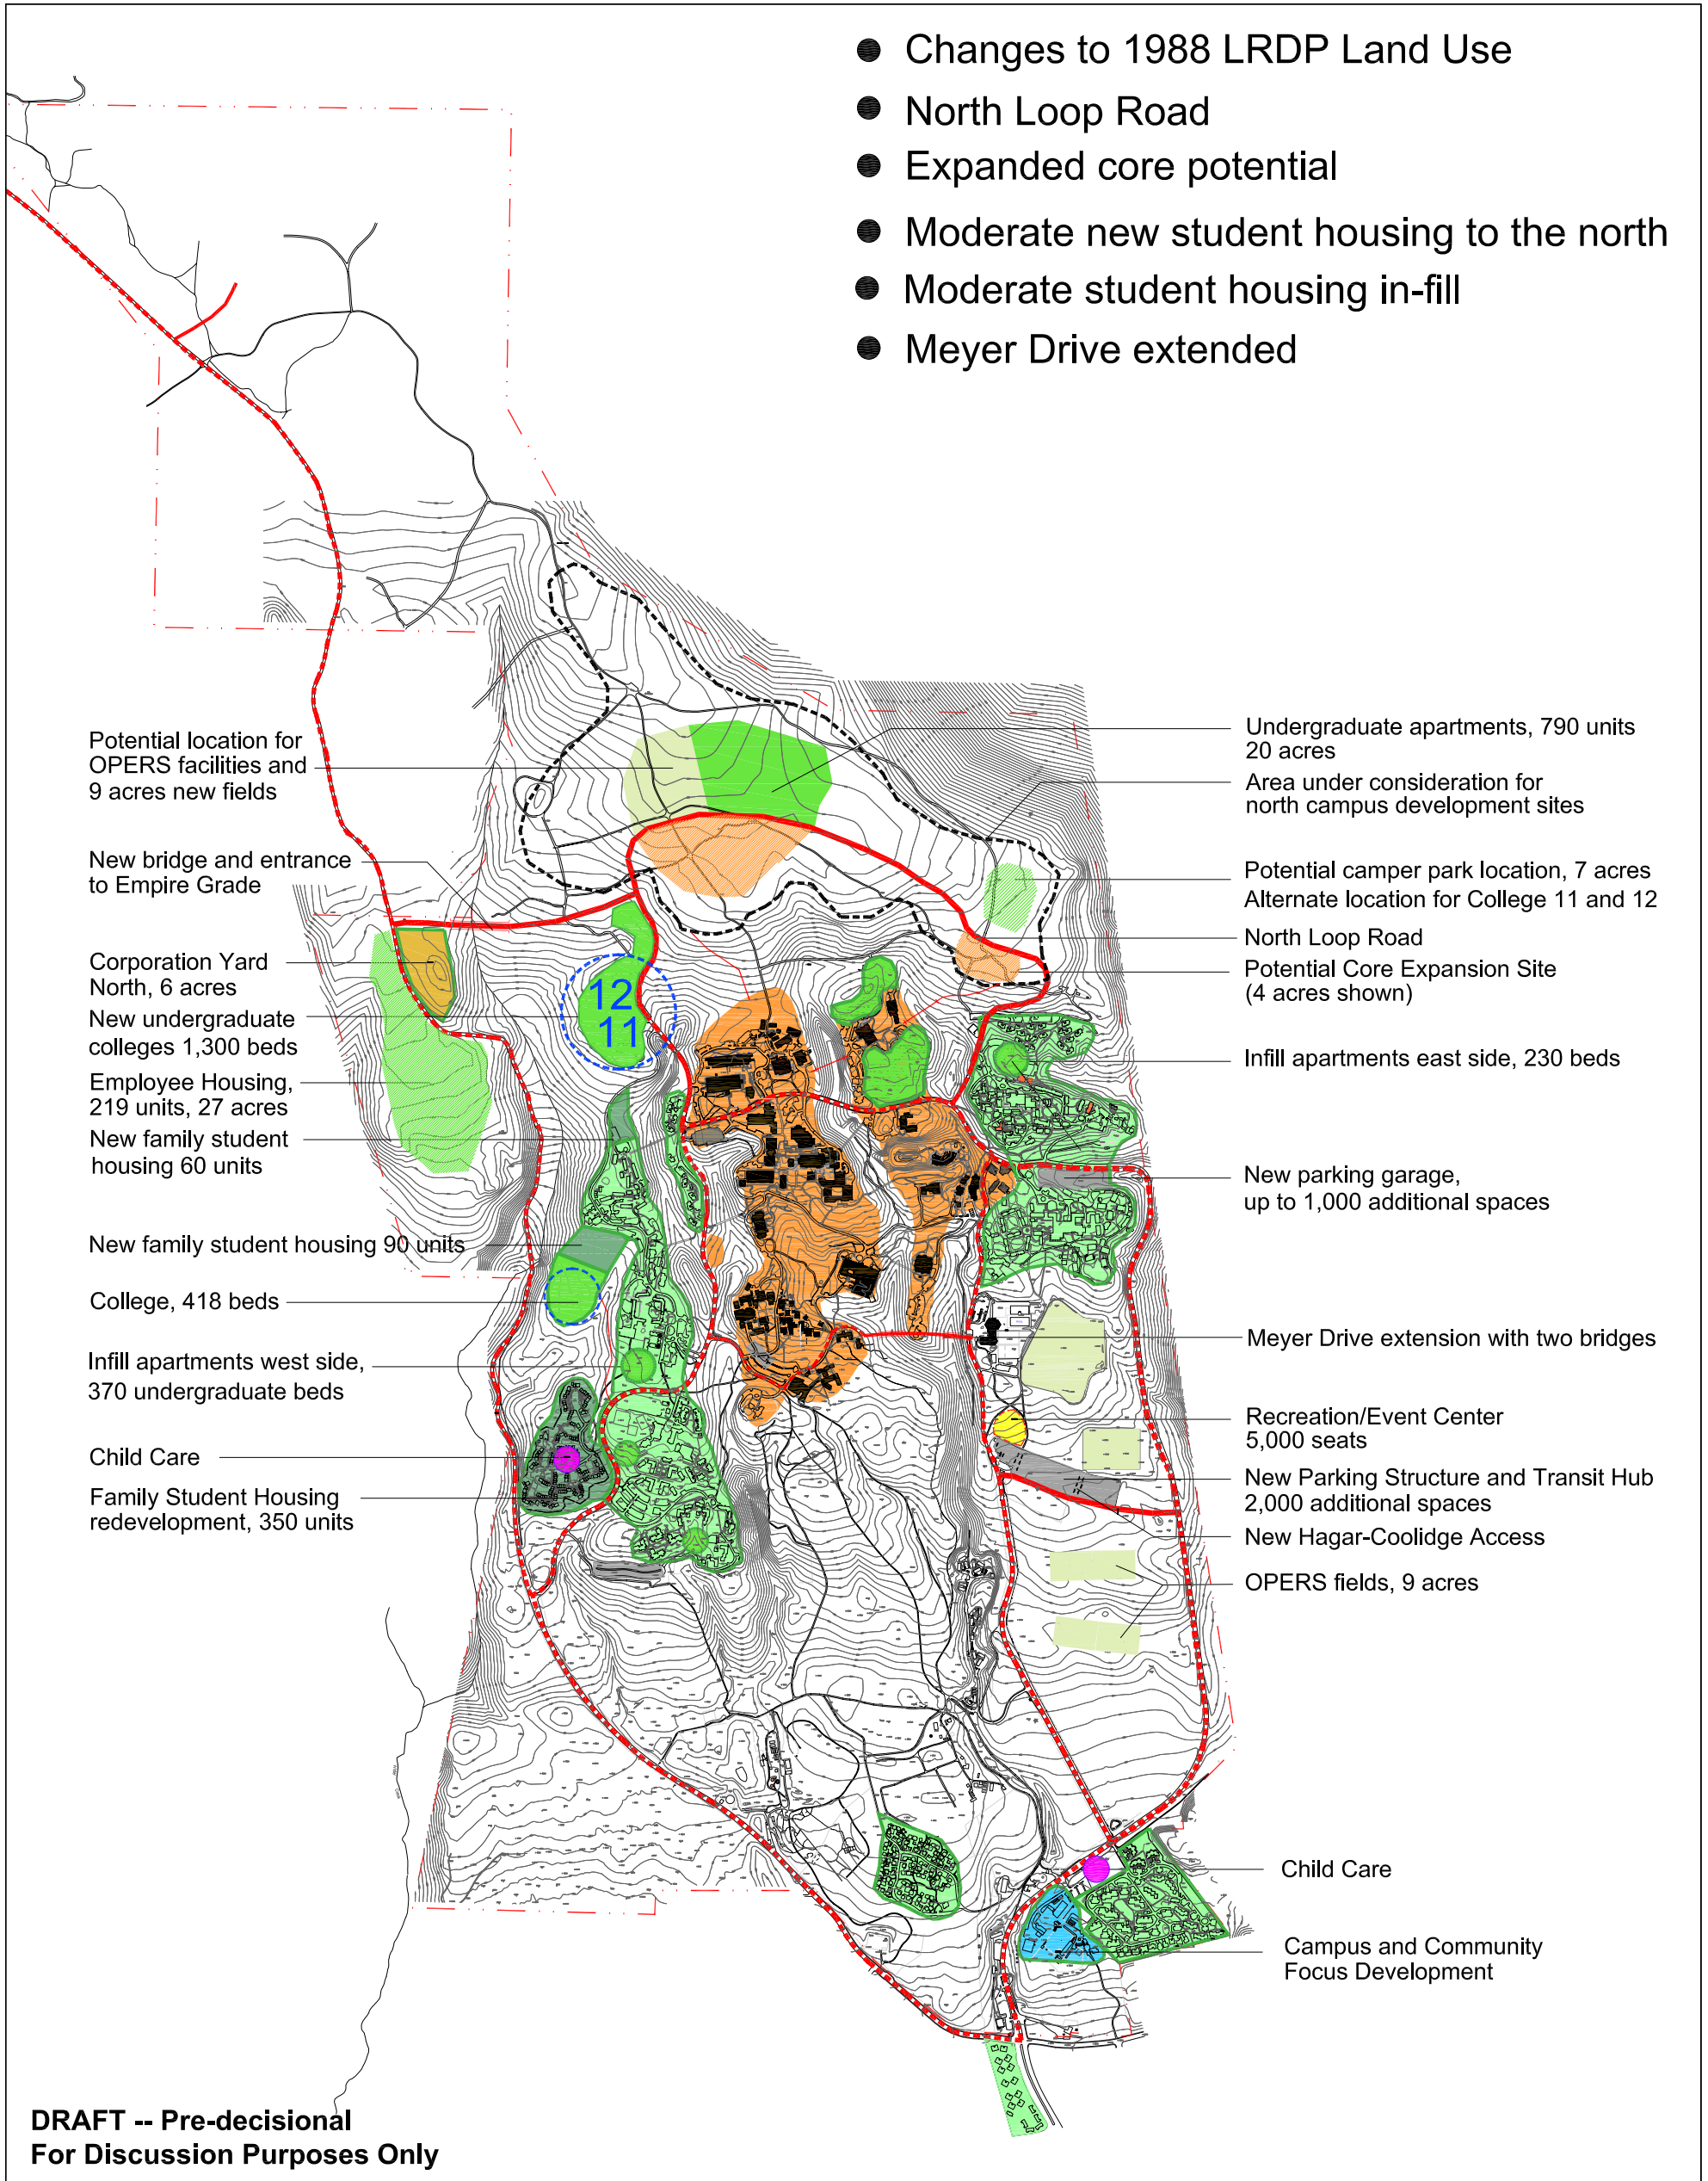 Changes to 1988 LRDP Land Use
North Loop Road
Expanded core potential
Moderate new student housing to the north
Moderate student housing in-fill
Meyer Drive extended
Potential location for
OPERS facilities and
9 acres new fields
New bridge and entrance
to Empire Grade
Corporation Yard
North, 6 acres
New undergraduate
colleges 1,300 beds
Employee Housing,
219 units, 27 acres
New family student
housing 60 units
New family student housing 90 units
College, 418 beds
Infill apartments west side,
370 undergraduate beds
Child Care
Family Student Housing
redevelopment, 350 units
12
11
Undergraduate apartments, 790 units
20 acres
Area under consideration for
north campus development sites
Potential camper park location, 7 acres
Alternate location for College 11 and 12
North Loop Road
Potential Core Expansion Site
(4 acres shown)
Infill apartments east side, 230 beds
New parking garage,
up to 1,000 additional spaces
Meyer Drive extension with two bridges
Recreation/Event Center
5,000 seats
New Parking Structure and Transit Hub
2,000 additional spaces
New Hagar-Coolidge Access
OPERS fields, 9 acres
Child Care
Campus and Community
Focus Development
DRAFT -- Pre-decisional
For Discussion Purposes Only